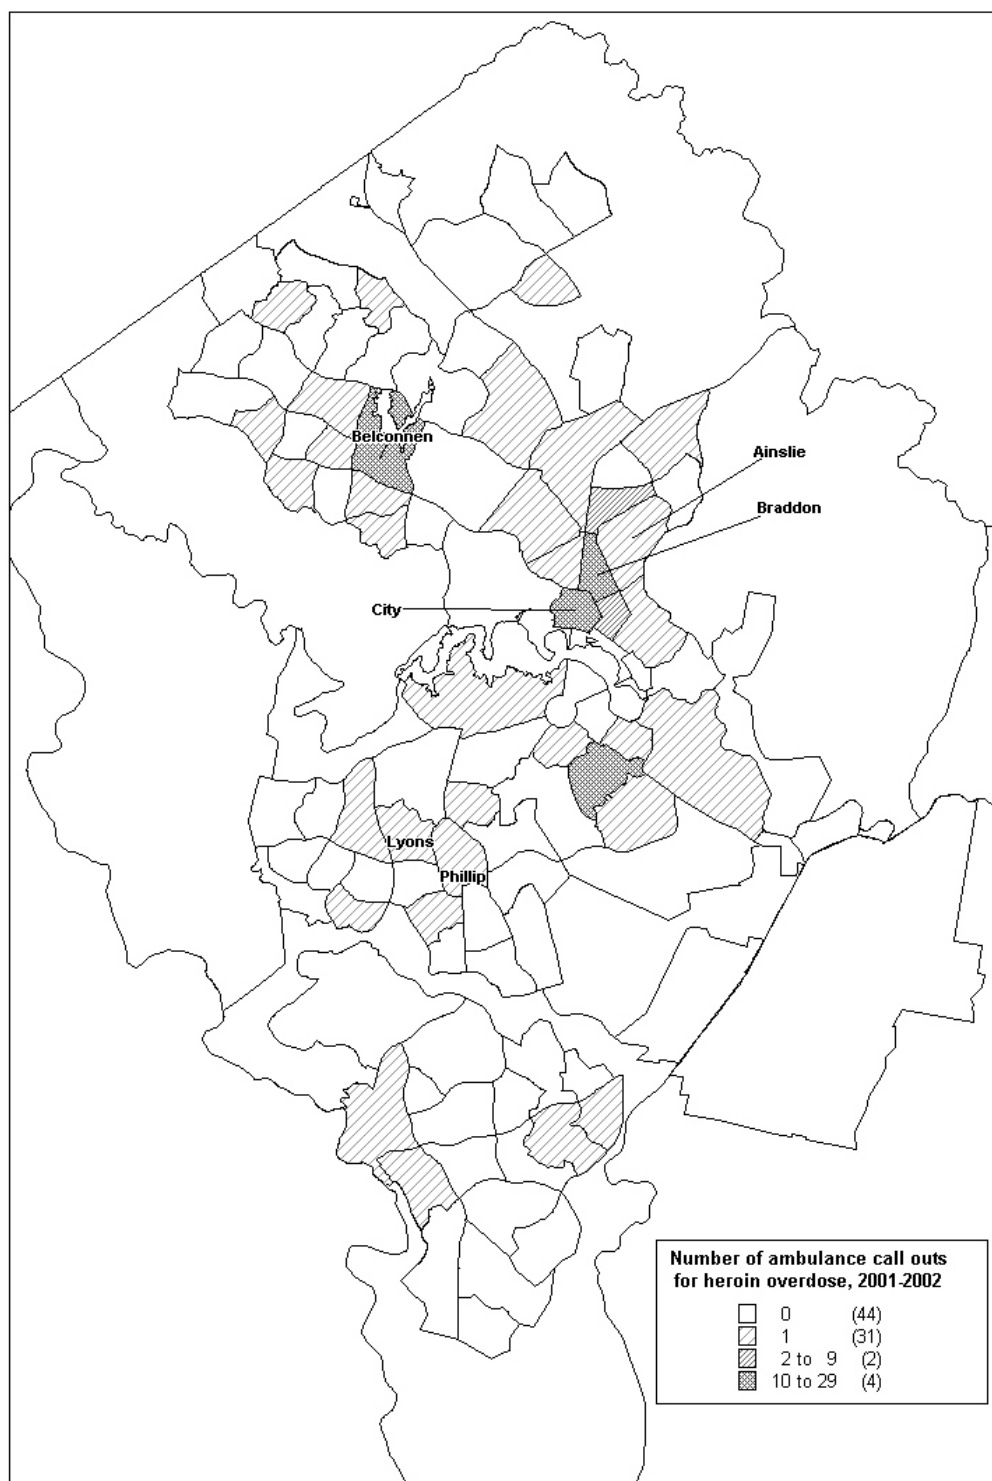 Belconnen
Ainslie
Braddon
City
Lyons
Phillip
Number of ambulance call outs
for heroin overdose, 2001-2002
0 (44)
1 (31)
2 to 9 (2)
10 to 29 (4)